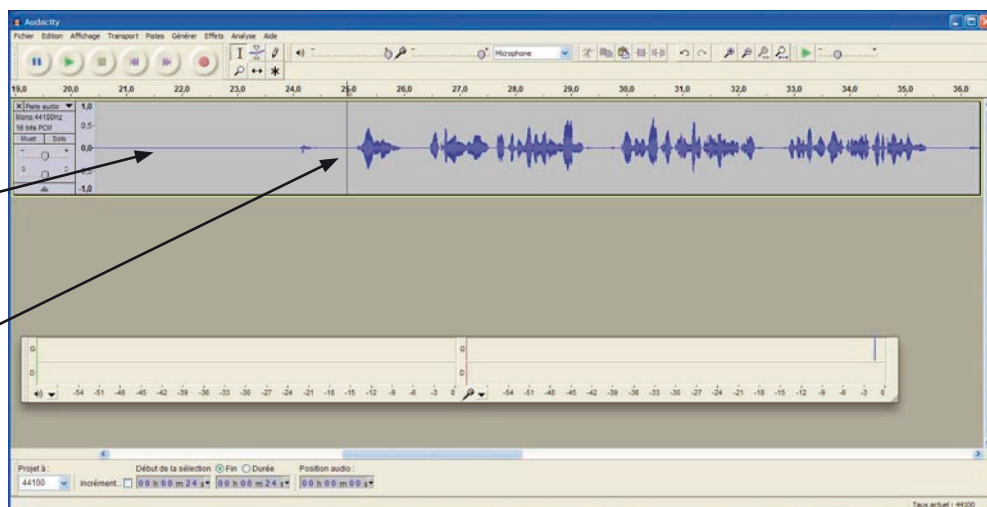 Audacity
Fichier Edition Affichage Transport Pistes Générer Effets Analyse Aide
Microphone
19,0 20,0 21,0 22,0 23,0 24,0 25,0 26,0 27,0 28,0 29,0 30,0 31,0 32,0 33,0 34,0 35,0 36,0
Piste audio
Mono, 44100Hz
16 bits PCM
Muet Solo
1,0
0,5-
0,0-
-1,0
G
D
-54 -51 -48 -45 -42 -39 -36 -33 -30 -27 -24 -21 -18 -15 -12 -9 -6 -3 0
G
D
-54 -51 -48 -45 -42 -39 -36 -33 -30 -27 -24 -21 -18 -15 -12 -9 -6 -3 0
Projet à : Début de la sélection Fin Durée Position audio :
44100 Incrément... 00 h 00 m 24 s 00 h 00 m 24 s 00 h 00 m 00 s
Taux actuel : 44100